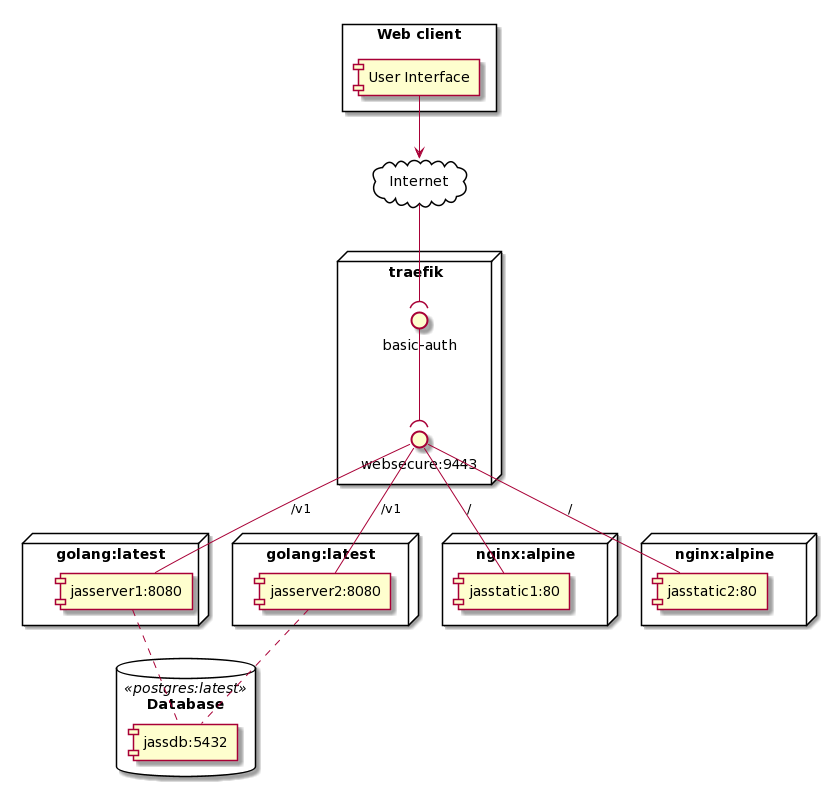 Web client
User Interface
Internet
traefik
basic-auth
websecure:9443
/v1
/v1
/
/
golang:latest
golang:latest
nginx:alpine
nginx:alpine
jasserver1:8080
jasserver2:8080
jasstatic1:80
jasstatic2:80
«postgres:latest»
Database
jassdb:5432